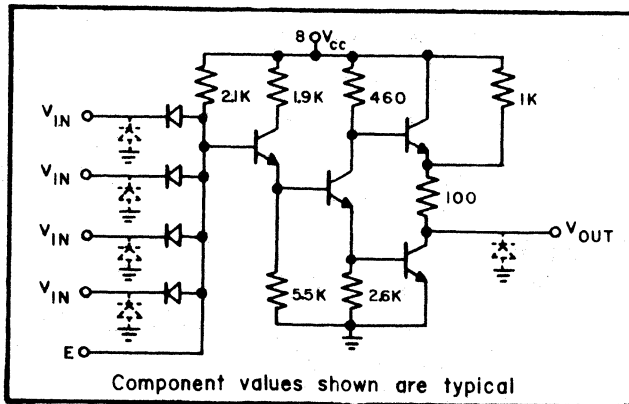 8 VCC
2.1K 1.9K 460 1K
VIN
VIN
100
VOUT
VIN
VIN
5.5K 2.6K
E
Component values shown are typical